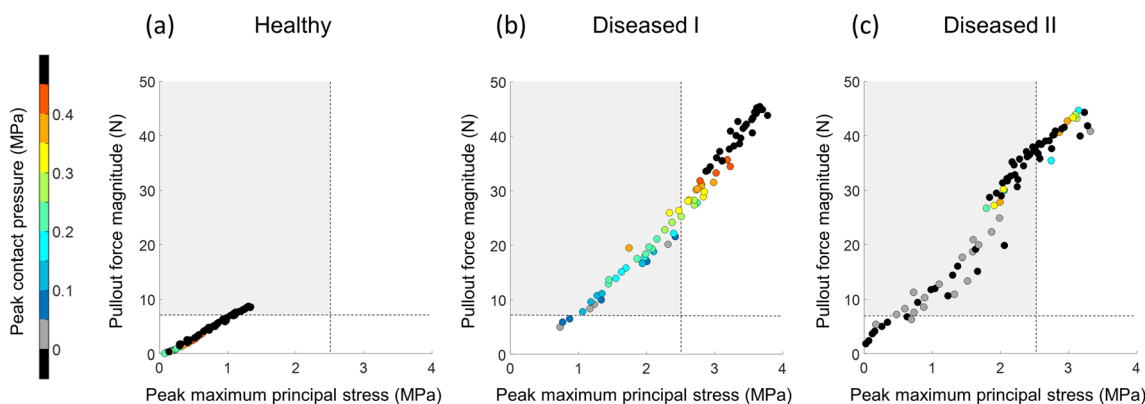 (a) Healthy
(b) Diseased I
(c) Diseased II
Peak contact pressure (MPa)
0.4
0.3
0.2
0.1
0
Pullout force magnitude (N)
50
40
30
20
10
0
0 1 2 3 4
Peak maximum principal stress (MPa)
Pullout force magnitude (N)
50
40
30
20
10
0
0 1 2 3 4
Peak maximum principal stress (MPa)
Pullout force magnitude (N)
50
40
30
20
10
0
0 1 2 3 4
Peak maximum principal stress (MPa)